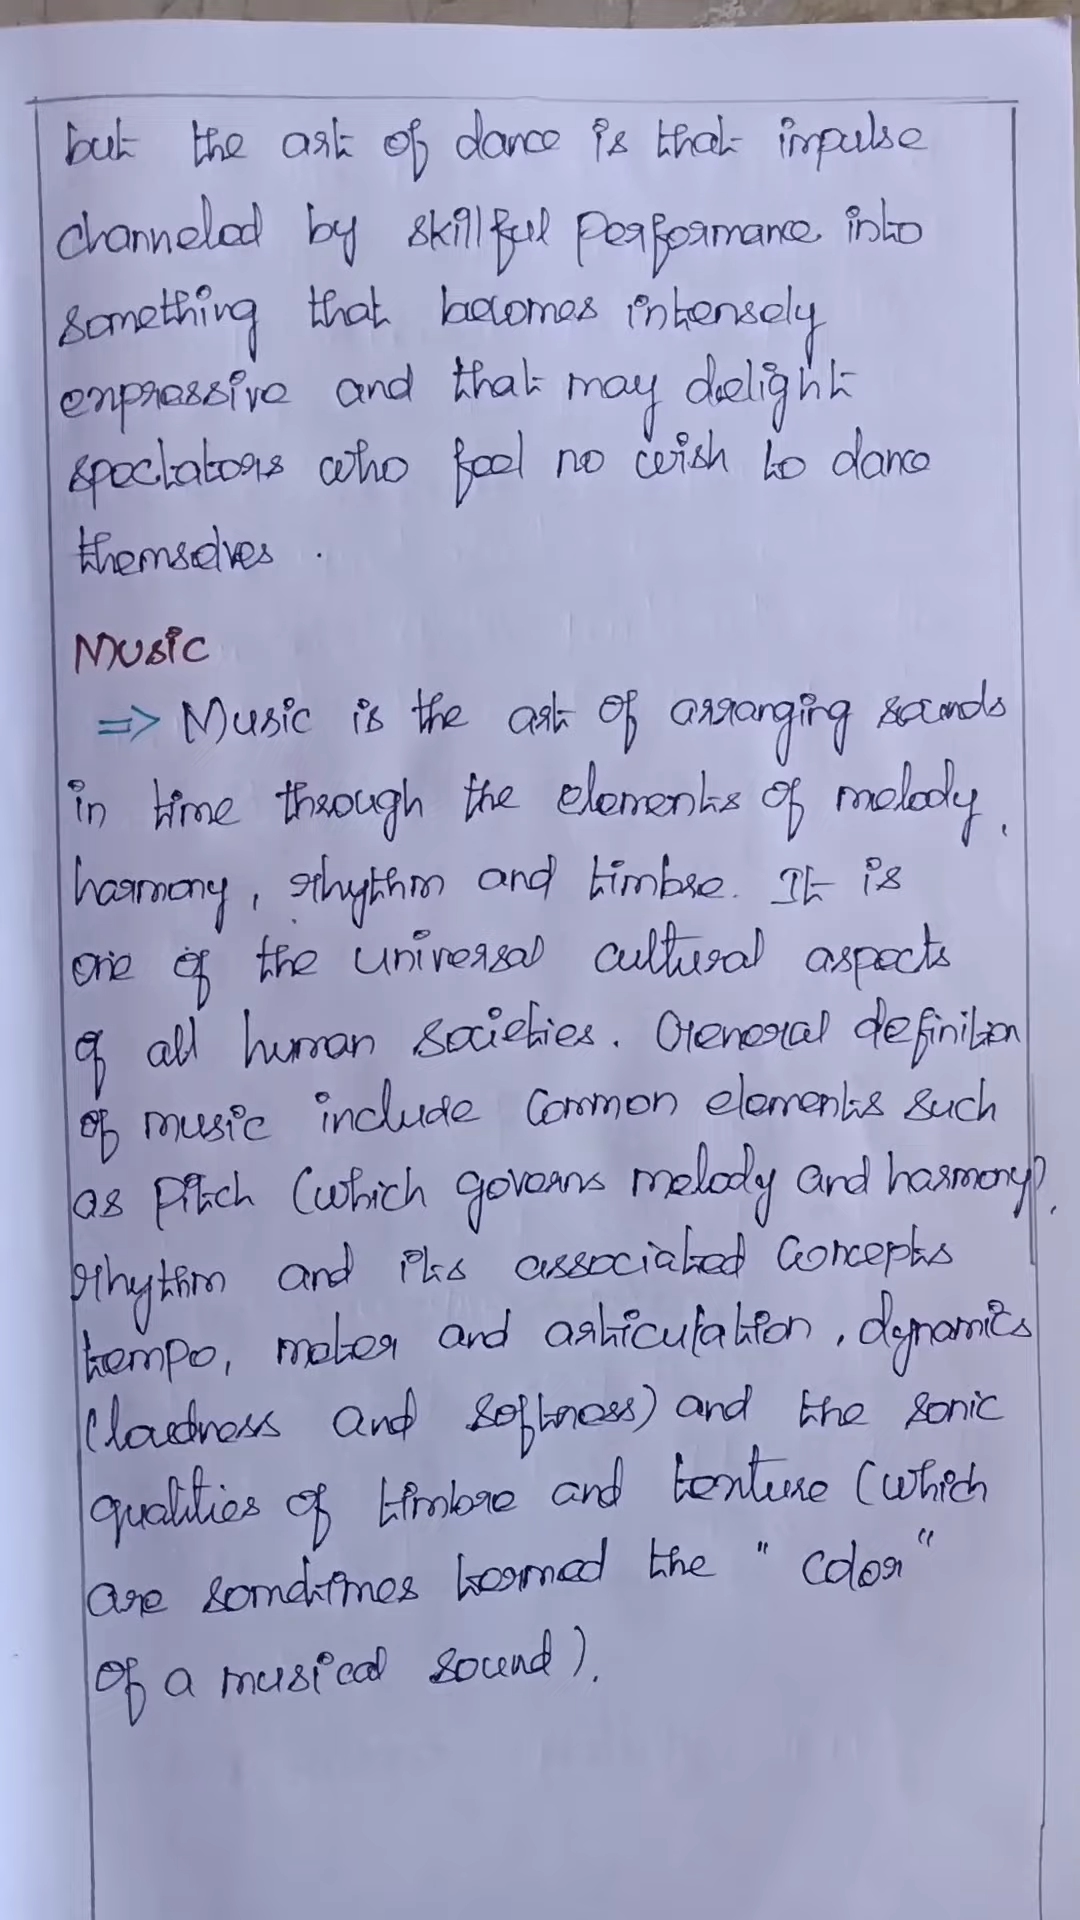 but the art of dance is that impulse
channeled by skillful performance into
something that becomes intensely
expressive and that may delight
spectators who feel no wish to dance
themselves .
Music
=> Music is the art of arranging sounds
in time through the elements of melody,
harmony, rhythm and timbre. It is
one of the universal cultural aspects
of all human societies. General definition
of music include common elements such
as pitch (which governs melody and harmony),
rhythm and its associated concepts
tempo, meter and articulation, dynamics
(loudness and softness) and the sonic
qualities of timbre and texture (which
are sometimes termed the "color"
of a musical sound).